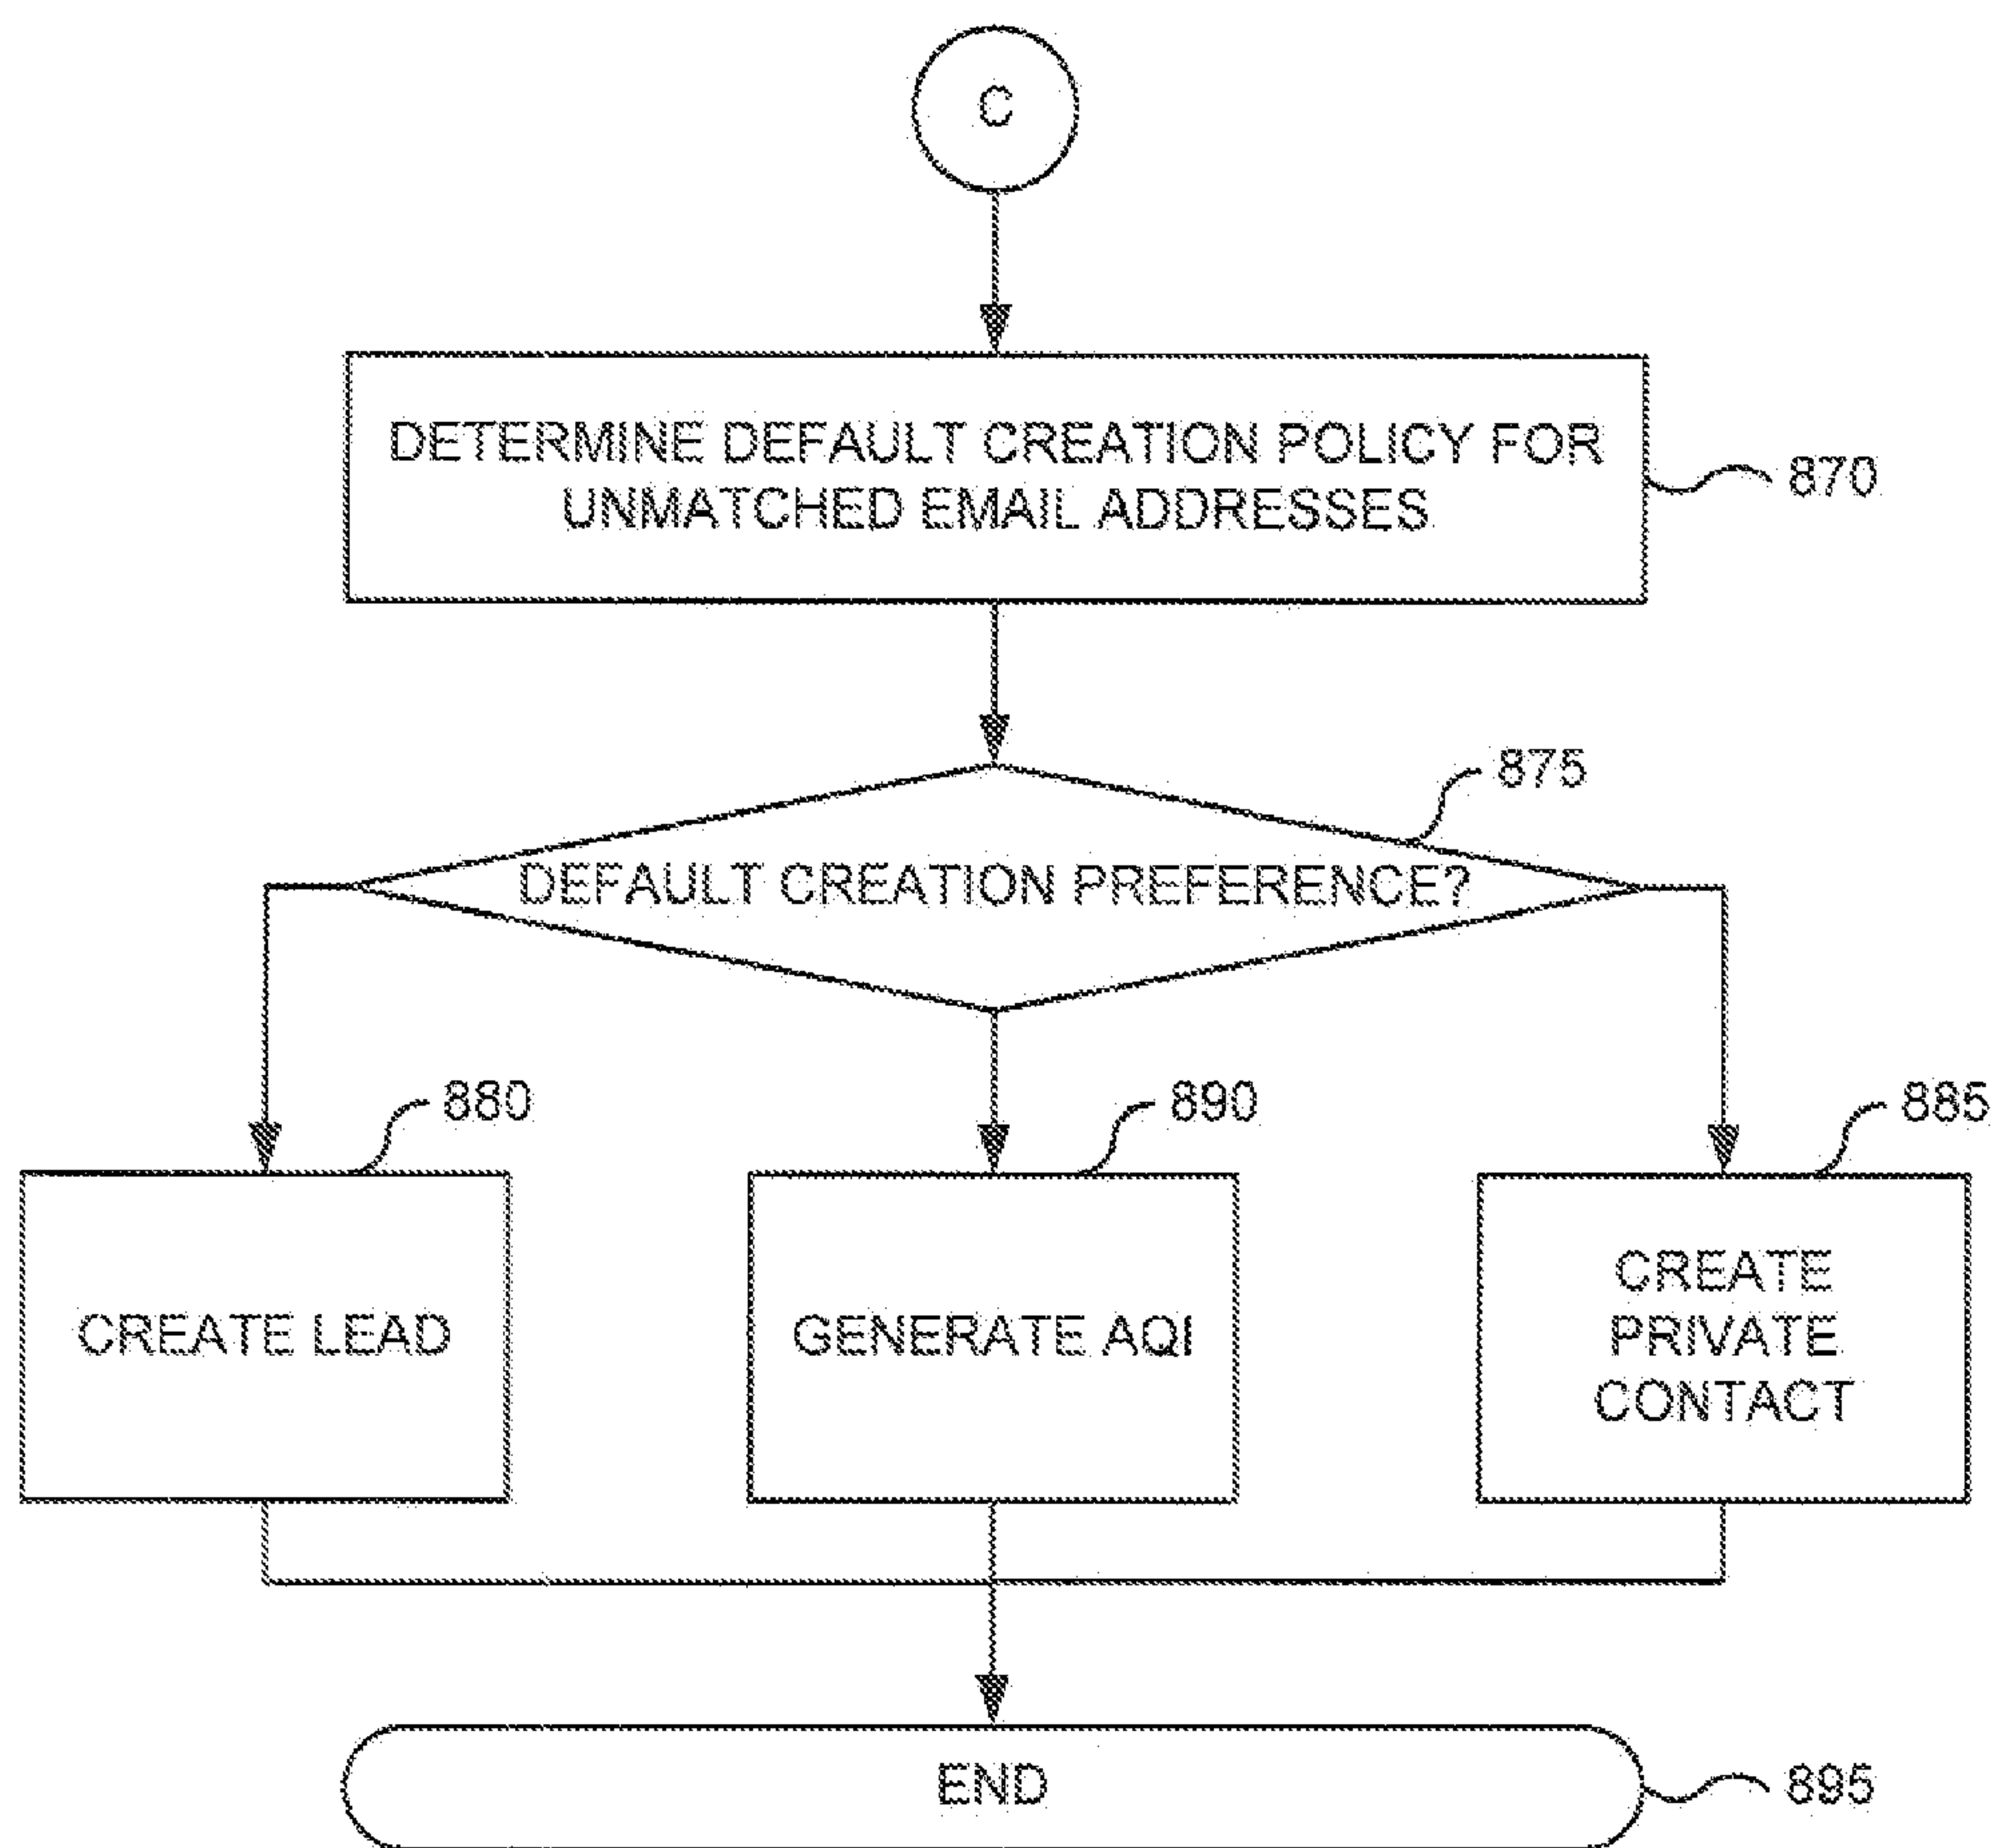 C
DETERMINE DEFAULT CREATION POLICY FOR
UNMATCHED EMAIL ADDRESSES
870
875
DEFAULT CREATION PREFERENCE?
880
890
885
CREATE LEAD
GENERATE AQI
CREATE
PRIVATE
CONTACT
END
895